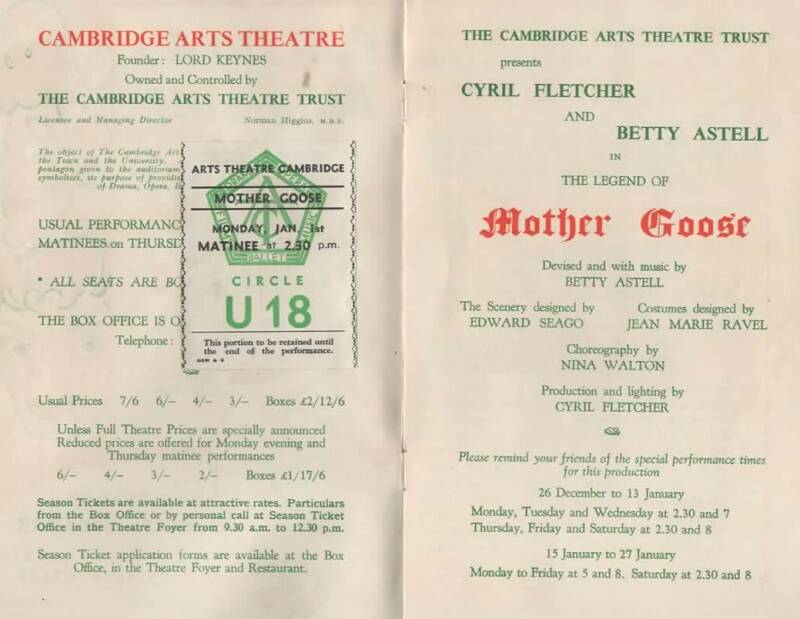 CAMBRIDGE ARTS THEATRE
Founder: LORD KEYNES
Owned and Controlled by
THE CAMBRIDGE ARTS THEATRE TRUST
Licensee and Managing Director Norman Higgins, M.B.E.
The object of The Cambridge Art
the Town and the University,
pentagon given to the auditorium
symbolises, its purpose of providi
of Drama, Opera, B
USUAL PERFORMANC
MATINEES on THURSD
* ALL SEATS ARE BO
THE BOX OFFICE IS O
Telephone:
ARTS THEATRE CAMBRIDGE
MOTHER GOOSE
MONDAY, JAN. 1st
MATINEE at 2.30 p.m.
BALLET
CIRCLE
U 18
This portion to be retained until
the end of the performance.
Usual Prices 7/6 6/- 4/- 3/- Boxes £2/12/6
Unless Full Theatre Prices are specially announced
Reduced prices are offered for Monday evening and
Thursday matinee performances
6/- 4/- 3/- 2/- Boxes £1/17/6
Season Tickets are available at attractive rates. Particulars
from the Box Office or by personal call at Season Ticket
Office in the Theatre Foyer from 9.30 a.m. to 12.30 p.m.
Season Ticket application forms are available at the Box
Office, in the Theatre Foyer and Restaurant.
THE CAMBRIDGE ARTS THEATRE TRUST
presents
CYRIL FLETCHER
AND
BETTY ASTELL
IN
THE LEGEND OF
Mother Goose
Devised and with music by
BETTY ASTELL
The Scenery designed by Costumes designed by
EDWARD SEAGO JEAN MARIE RAVEL
Choreography by
NINA WALTON
Production and lighting by
CYRIL FLETCHER
Please remind your friends of the special performance times
for this production
26 December to 13 January
Monday, Tuesday and Wednesday at 2.30 and 7
Thursday, Friday and Saturday at 2.30 and 8
15 January to 27 January
Monday to Friday at 5 and 8. Saturday at 2.30 and 8